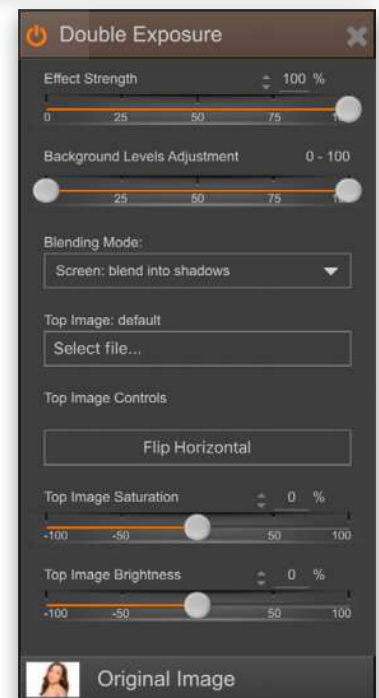 Double Exposure
Effect Strength 100 %
0 25 50 75
Background Levels Adjustment 0 - 100
25 50 75
Blending Mode:
Screen: blend into shadows
Top Image: default
Select file...
Top Image Controls
Flip Horizontal
Top Image Saturation 0 %
-100 -50 50 100
Top Image Brightness 0 %
-100 -50 50 100
Original Image